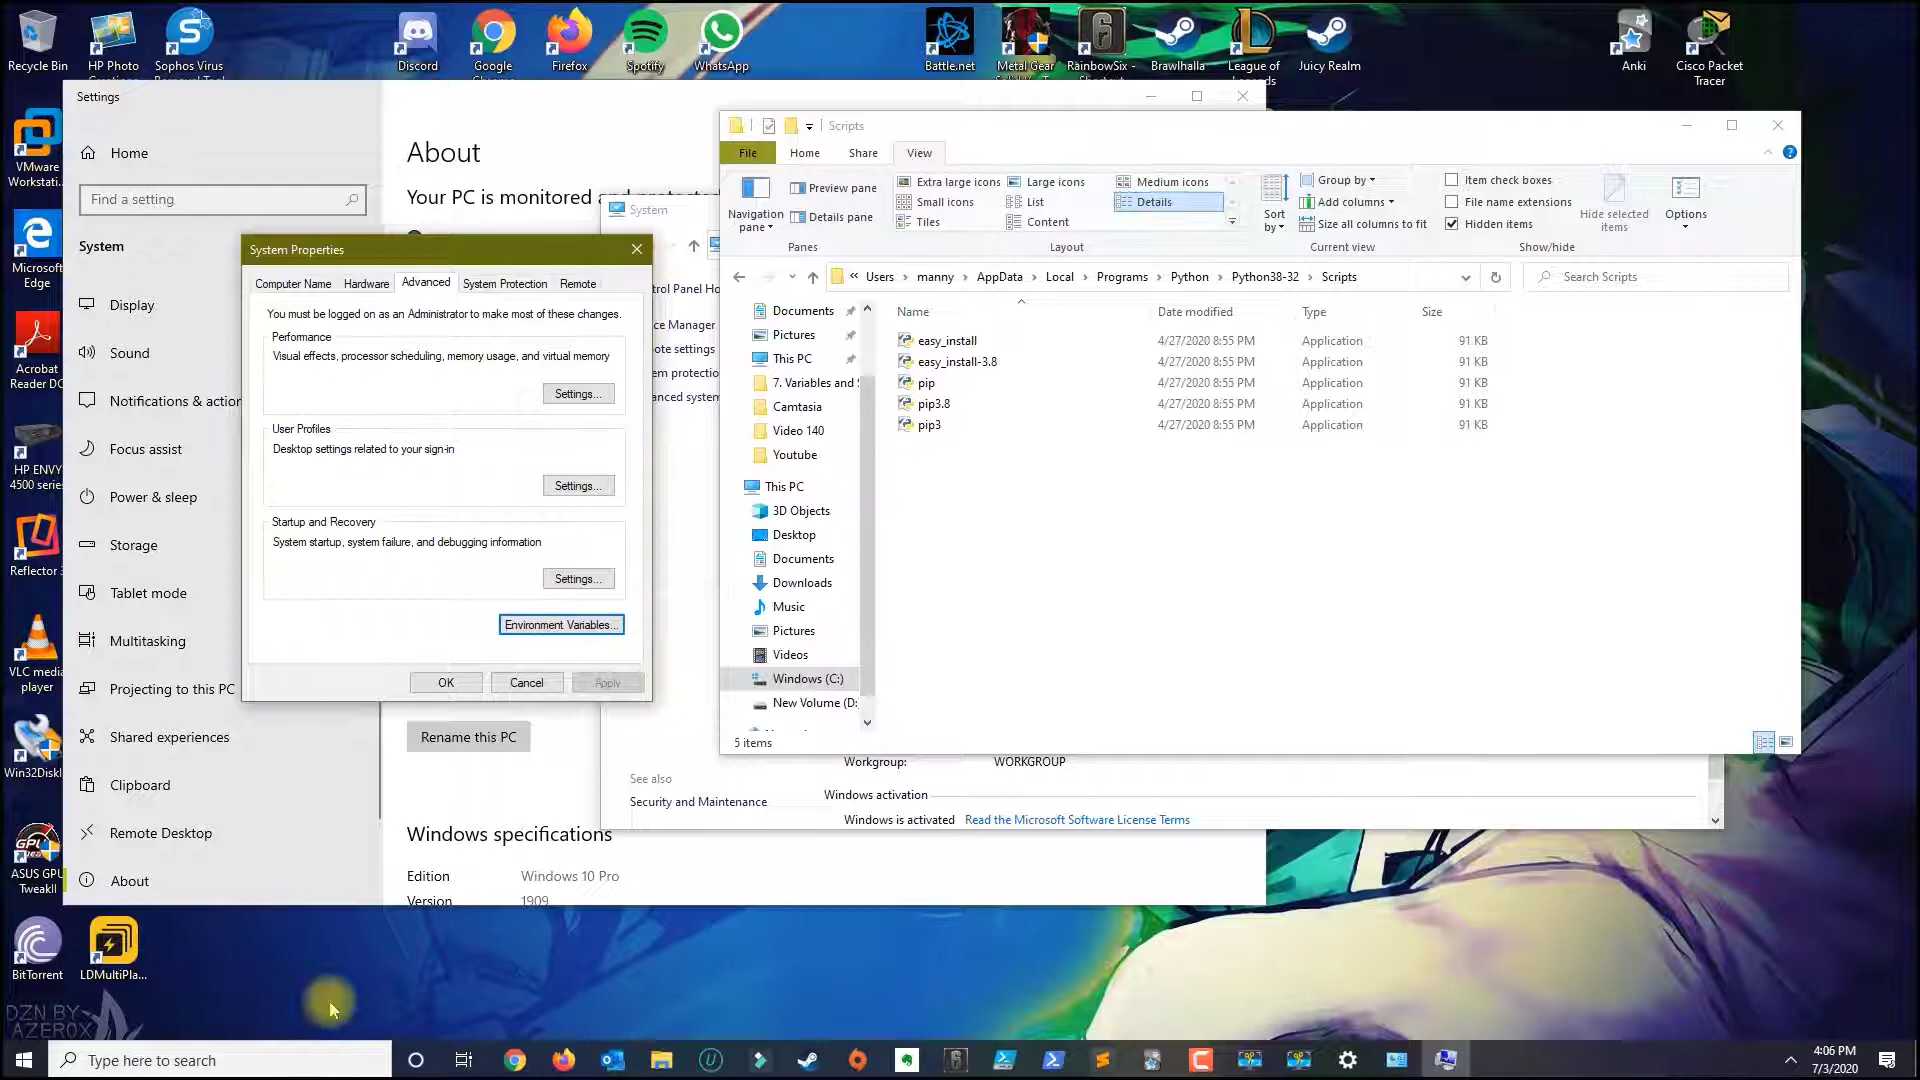 Recycle Bin
HP Photo
Sophos Virus
Discord
Google
Firefox
Spotify
WhatsApp
Battle.net
Metal Gear
RainbowSix -
Brawlhalla
League of
Juicy Realm
Anki
Cisco Packet
Tracer
VMware
Workstati...
Microsoft
Edge
Acrobat
Reader DC
HP ENVY
4500 series
Reflector 3
VLC media
player
Win32Diskl
ASUS GPU
TweakII
BitTorrent
LDMultiPla...
DZN BY
AZEROX
Settings
Home
Find a setting
System
Display
Sound
Notifications & action
Focus assist
Power & sleep
Storage
Tablet mode
Multitasking
Projecting to this PC
Shared experiences
Clipboard
Remote Desktop
About
About
Your PC is monitored and protected
Rename this PC
Windows specifications
Edition Windows 10 Pro
Version 1909
System Properties
Computer Name Hardware Advanced System Protection Remote
You must be logged on as an Administrator to make most of these changes.
Performance
Visual effects, processor scheduling, memory usage, and virtual memory
Settings...
User Profiles
Desktop settings related to your sign-in
Settings...
Startup and Recovery
System startup, system failure, and debugging information
Settings...
Environment Variables...
OK Cancel Apply
System
trol Panel Ho
ce Manager
ote settings
em protectio
anced system
See also
Security and Maintenance
Workgroup: WORKGROUP
Windows activation
Windows is activated Read the Microsoft Software License Terms
Scripts
File Home Share View
Navigation
pane
Preview pane
Details pane
Panes
Extra large icons Large icons Medium icons
Small icons List Details
Tiles Content
Layout
Sort
by
Group by
Add columns
Size all columns to fit
Current view
Item check boxes
File name extensions
Hidden items
Hide selected
items
Show/hide
Options
« Users › manny › AppData › Local › Programs › Python › Python38-32 › Scripts
Search Scripts
Documents
Pictures
This PC
7. Variables and S
Camtasia
Video 140
Youtube
This PC
3D Objects
Desktop
Documents
Downloads
Music
Pictures
Videos
Windows (C:)
New Volume (D:
Name Date modified Type Size
easy_install 4/27/2020 8:55 PM Application 91 KB
easy_install-3.8 4/27/2020 8:55 PM Application 91 KB
pip 4/27/2020 8:55 PM Application 91 KB
pip3.8 4/27/2020 8:55 PM Application 91 KB
pip3 4/27/2020 8:55 PM Application 91 KB
5 items
Type here to search
4:06 PM
7/3/2020